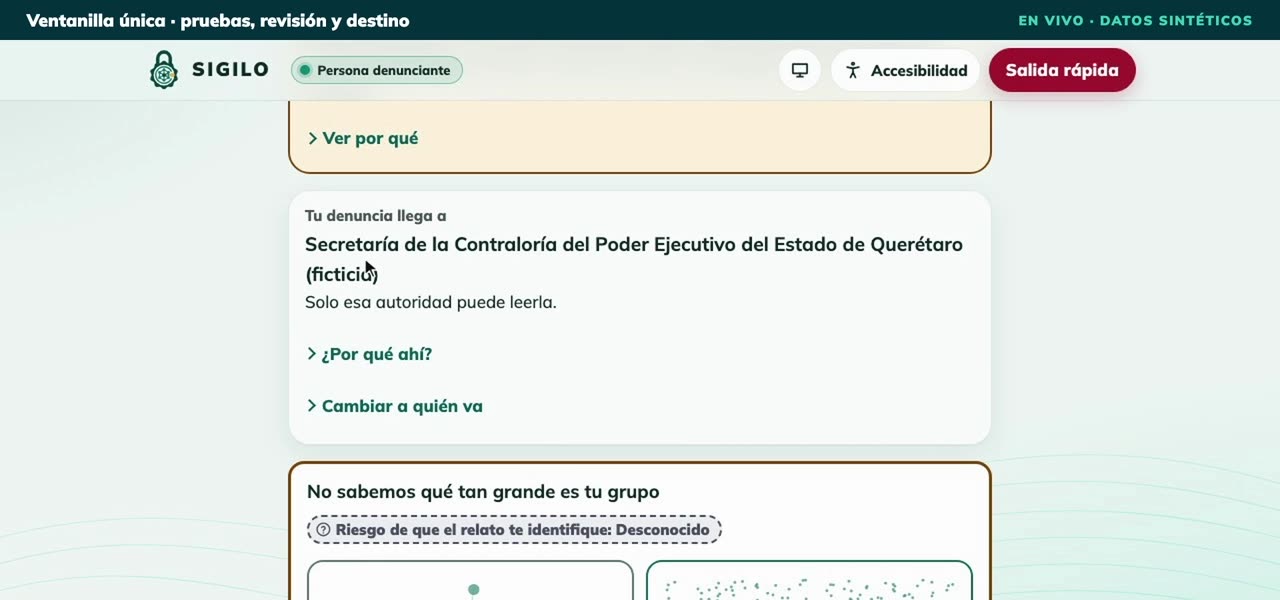 Ventanilla única · pruebas, revisión y destino
EN VIVO · DATOS SINTÉTICOS
SIGILO
Persona denunciante
Accesibilidad
Salida rápida
Ver por qué
Tu denuncia llega a
Secretaría de la Contraloría del Poder Ejecutivo del Estado de Querétaro
(ficticia)
Solo esa autoridad puede leerla.
¿Por qué ahí?
Cambiar a quién va
No sabemos qué tan grande es tu grupo
Riesgo de que el relato te identifique: Desconocido